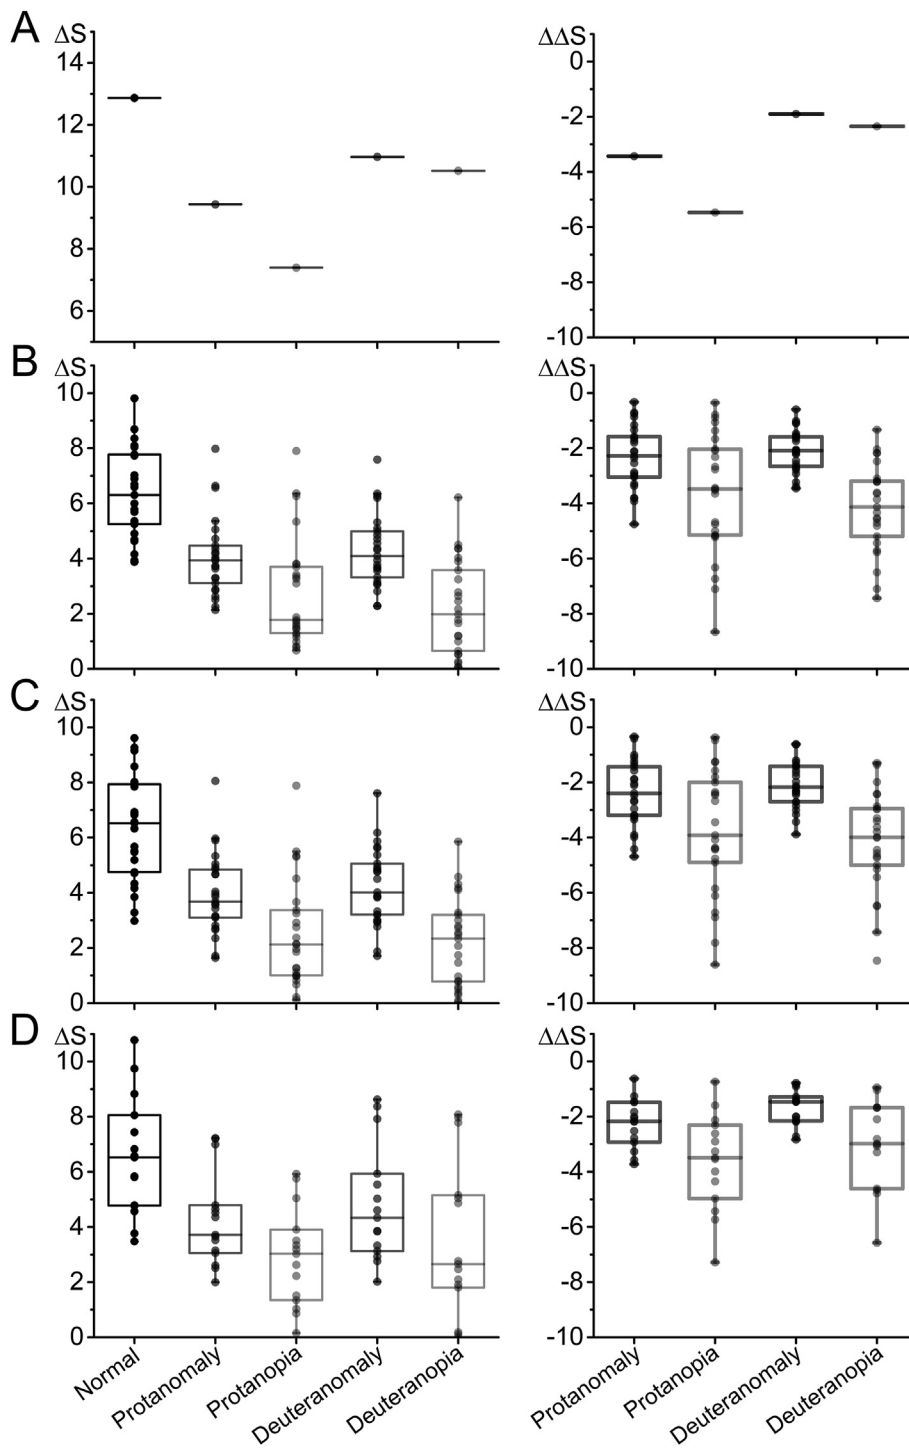 A
ΔS
14
12
10
8
6
ΔΔS
0
-2
-4
-6
-8
-10
B
ΔS
10
8
6
4
2
0
ΔΔS
0
-2
-4
-6
-8
-10
C
ΔS
10
8
6
4
2
0
ΔΔS
0
-2
-4
-6
-8
-10
D
ΔS
10
8
6
4
2
0
Normal
Protanomaly
Protanopia
Deuteranomaly
Deuteranopia
ΔΔS
0
-2
-4
-6
-8
-10
Protanomaly
Protanopia
Deuteranomaly
Deuteranopia